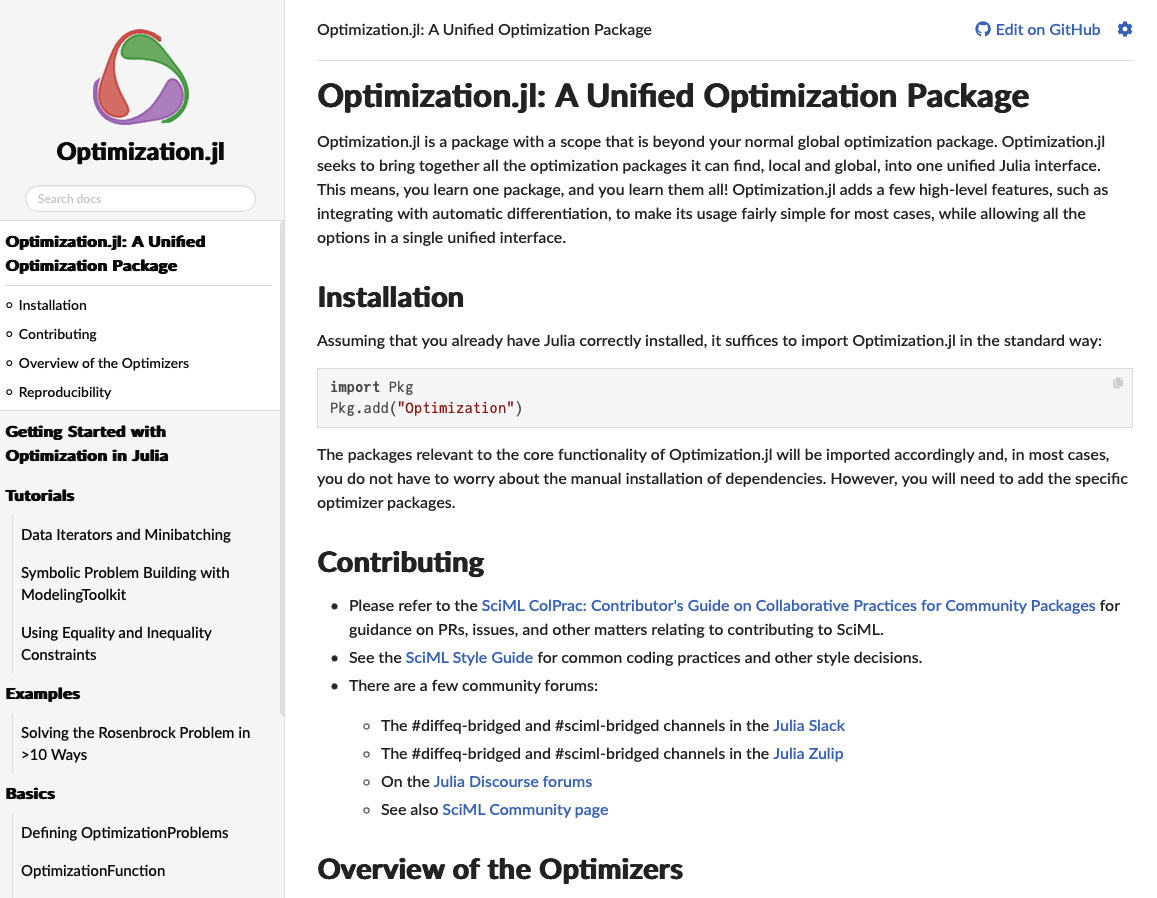 Optimization.jl
Search docs
Optimization.jl: A Unified
Optimization Package
Installation
Contributing
Overview of the Optimizers
Reproducibility
Getting Started with
Optimization in Julia
Tutorials
Data Iterators and Minibatching
Symbolic Problem Building with
ModelingToolkit
Using Equality and Inequality
Constraints
Examples
Solving the Rosenbrock Problem in
>10 Ways
Basics
Defining OptimizationProblems
OptimizationFunction
Optimization.jl: A Unified Optimization Package
Edit on GitHub
Optimization.jl: A Unified Optimization Package
Optimization.jl is a package with a scope that is beyond your normal global optimization package. Optimization.jl
seeks to bring together all the optimization packages it can find, local and global, into one unified Julia interface.
This means, you learn one package, and you learn them all! Optimization.jl adds a few high-level features, such as
integrating with automatic differentiation, to make its usage fairly simple for most cases, while allowing all the
options in a single unified interface.
Installation
Assuming that you already have Julia correctly installed, it suffices to import Optimization.jl in the standard way:
import Pkg
Pkg.add("Optimization")
The packages relevant to the core functionality of Optimization.jl will be imported accordingly and, in most cases,
you do not have to worry about the manual installation of dependencies. However, you will need to add the specific
optimizer packages.
Contributing
Please refer to the SciML ColPrac: Contributor's Guide on Collaborative Practices for Community Packages for
guidance on PRs, issues, and other matters relating to contributing to SciML.
See the SciML Style Guide for common coding practices and other style decisions.
There are a few community forums:
The #diffeq-bridged and #sciml-bridged channels in the Julia Slack
The #diffeq-bridged and #sciml-bridged channels in the Julia Zulip
On the Julia Discourse forums
See also SciML Community page
Overview of the Optimizers